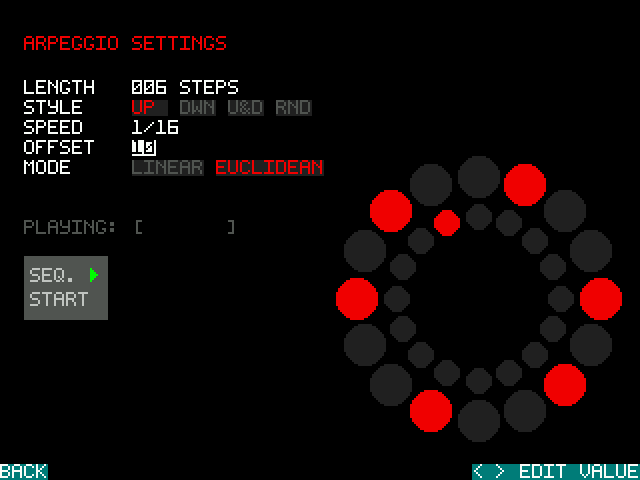 ARPEGGIO SETTINGS
LENGTH 006 STEPS
STYLE UP DWN U&D RND
SPEED 1/16
OFFSET 10
MODE LINEAR EUCLIDEAN
PLAYING: [ ]
SEQ.
START
BACK
< > EDIT VALUE